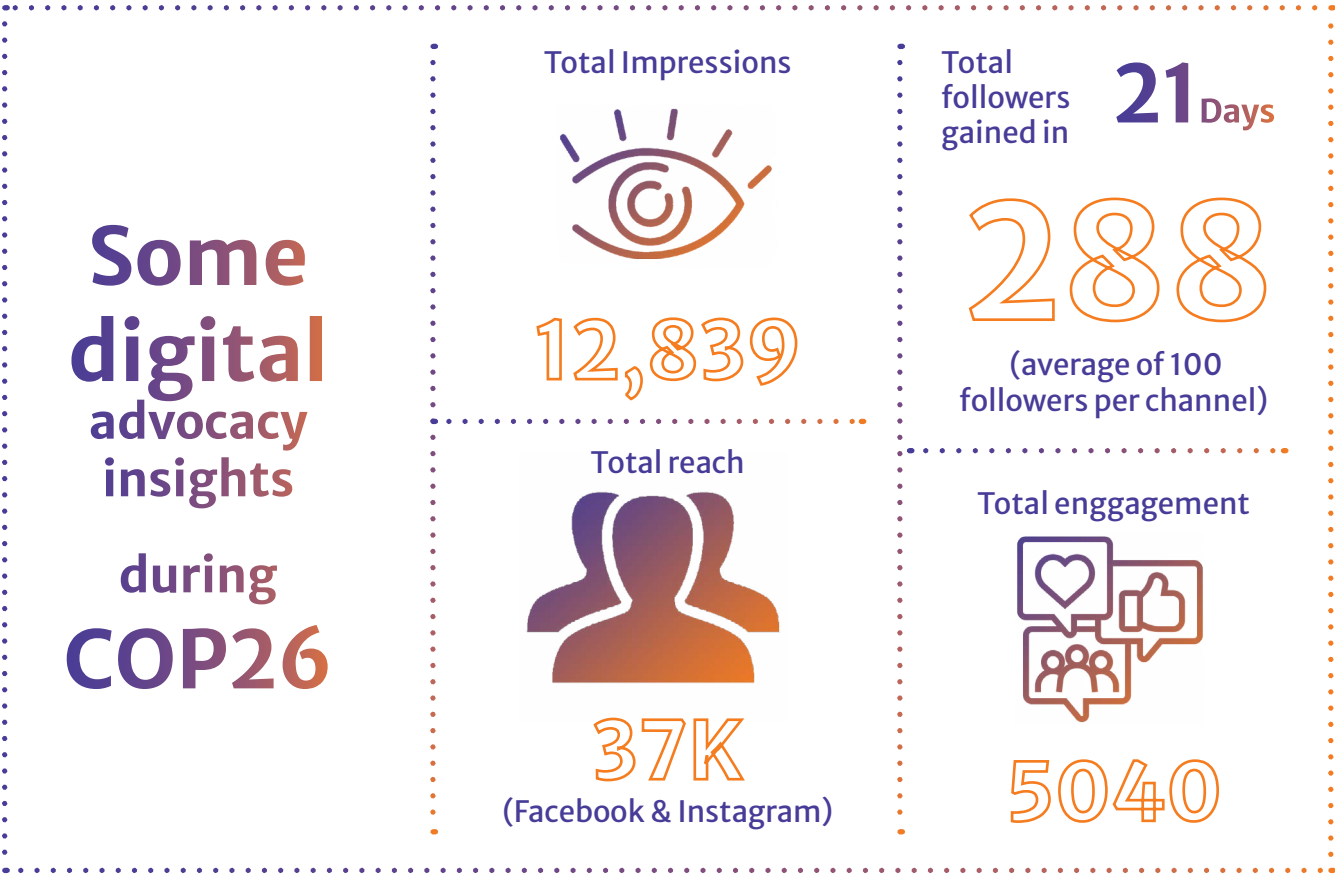 Some
digital
advocacy
insights
during
COP26
Total Impressions
12,839
Total reach
37K
(Facebook & Instagram)
Total
followers
gained in
21 Days
288
(average of 100
followers per channel)
Total enggagement
5040